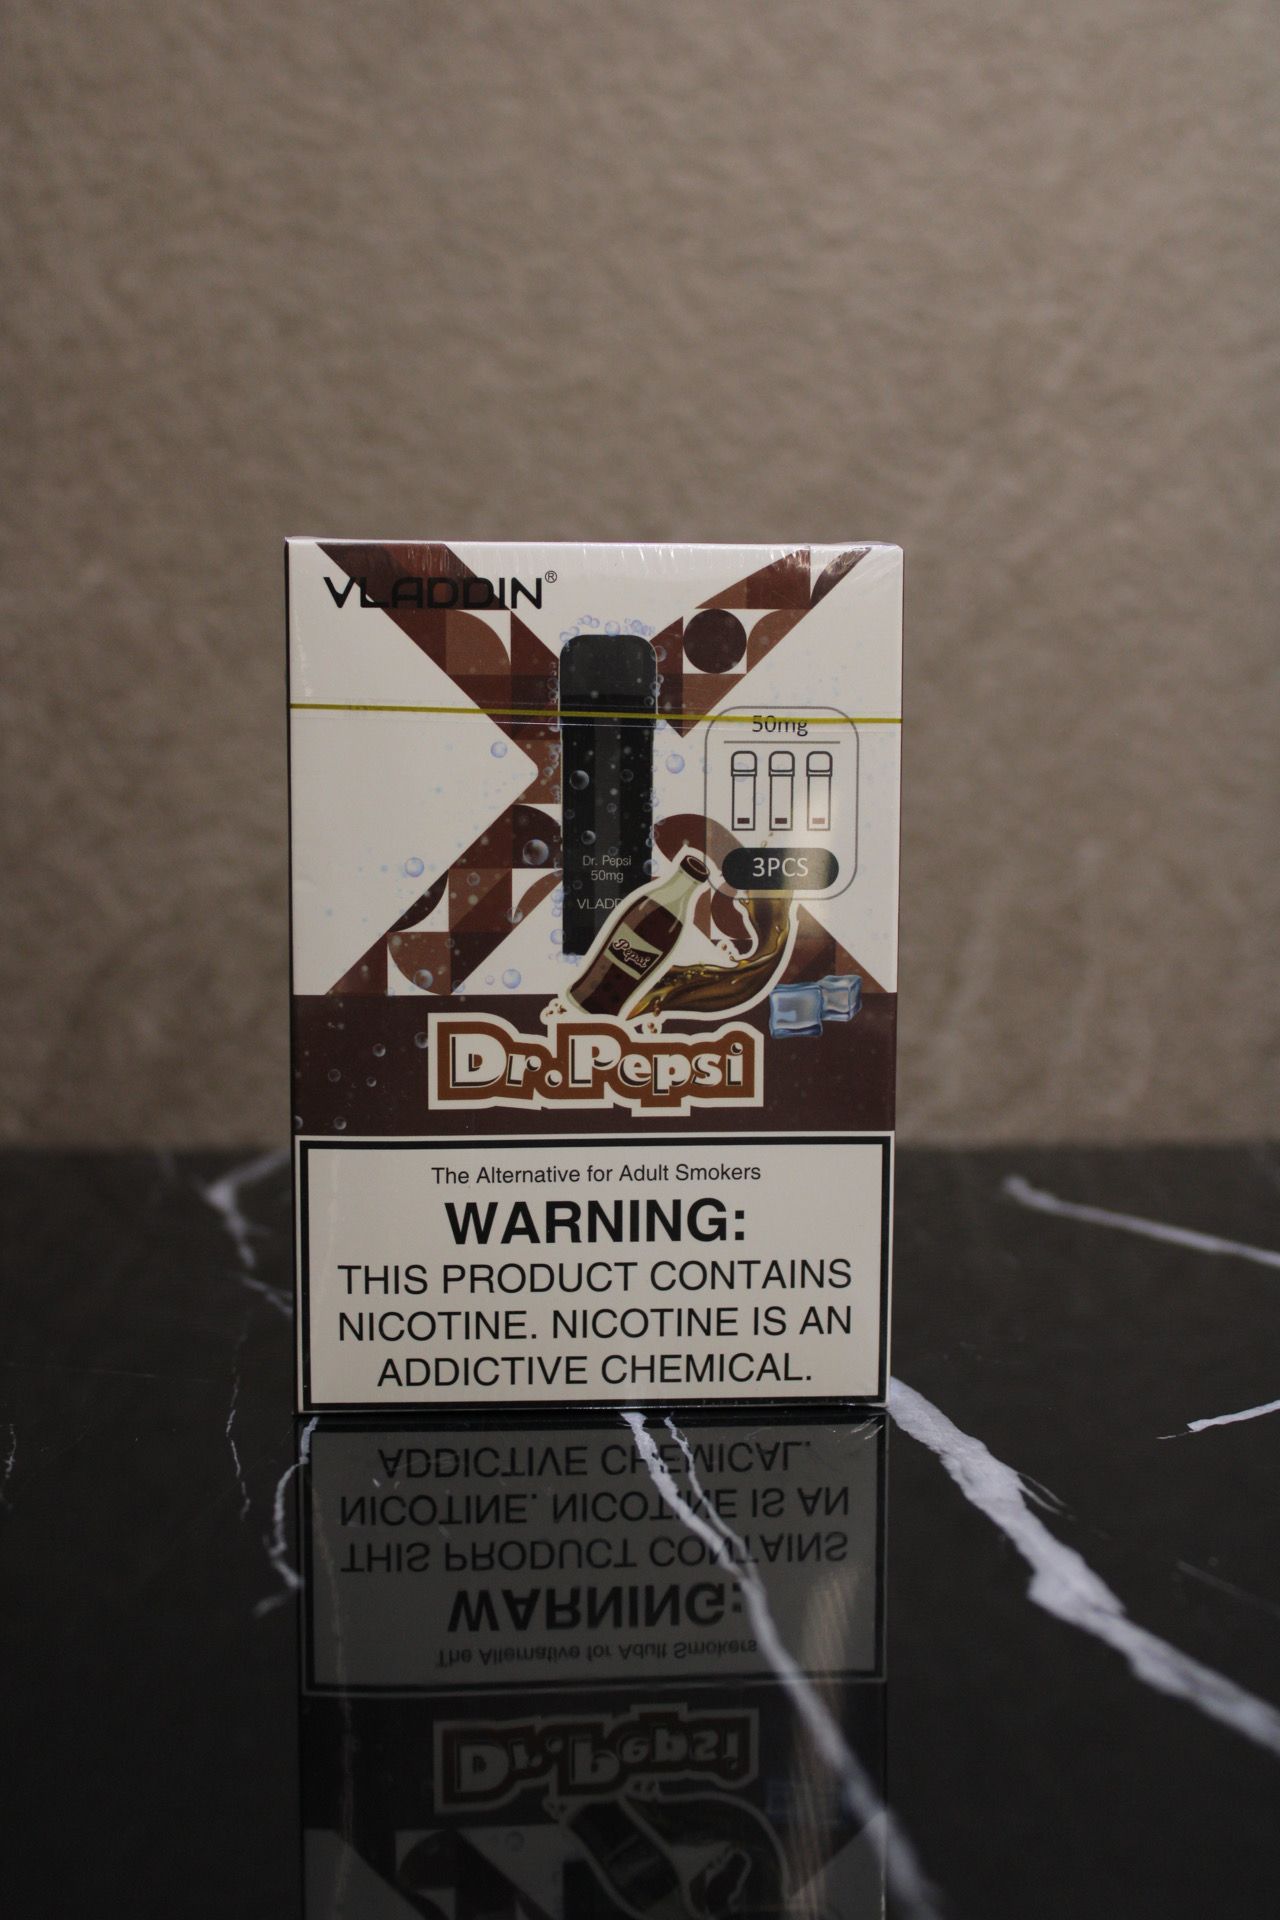 VLADDIN®
50mg
3PCS
Dr. Pepsi
50mg
VLADD
Pepsi
Dr.Pepsi
The Alternative for Adult Smokers
WARNING:
THIS PRODUCT CONTAINS
NICOTINE. NICOTINE IS AN
ADDICTIVE CHEMICAL.